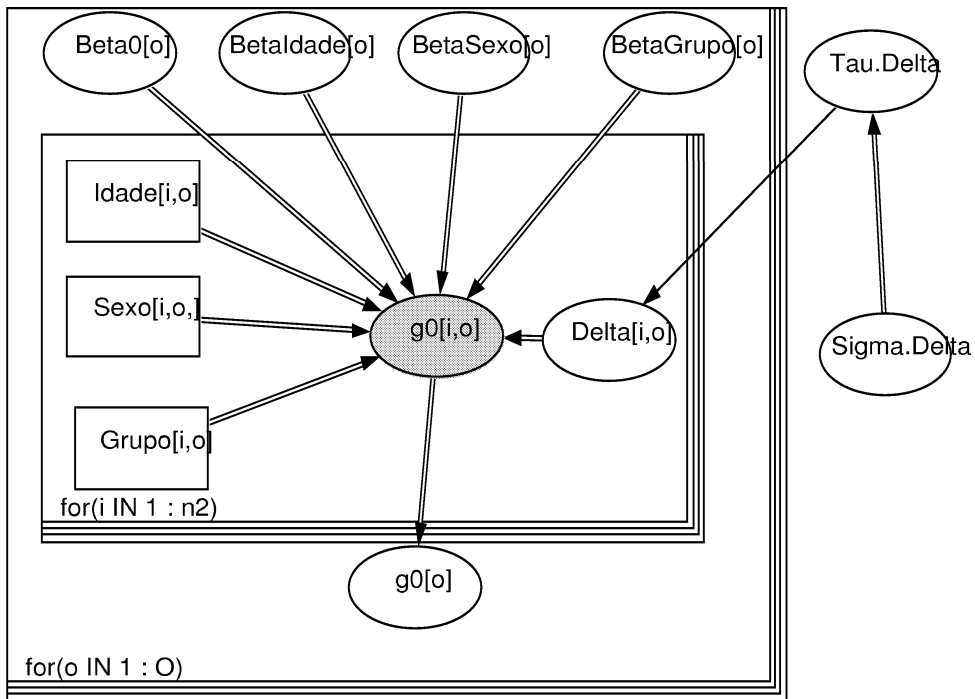 Beta0[o]
BetaIdade[o]
BetaSexo[o]
BetaGrupo[o]
Tau.Delta
Idade[i,o]
Sexo[i,o,]
g0[i,o]
Delta[i,o]
Sigma.Delta
Grupo[i,o]
for(i IN 1 : n2)
g0[o]
for(o IN 1 : O)